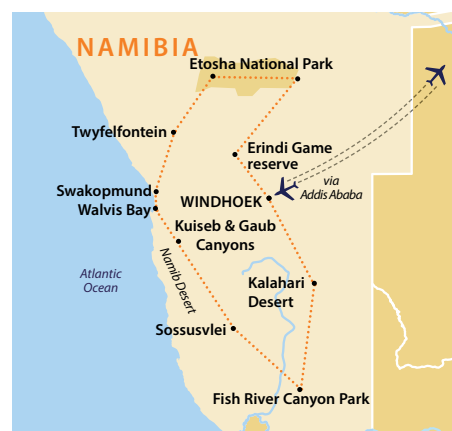 NAMIBIA
Etosha National Park
Twyfelfontein
Erindi Game
reserve
via
Addis Ababa
Swakopmund
WINDHOEK
Walvis Bay
Kuiseb & Gaub
Canyons
Namib Desert
Atlantic
Ocean
Kalahari
Desert
Sossusvlei
Fish River Canyon Park